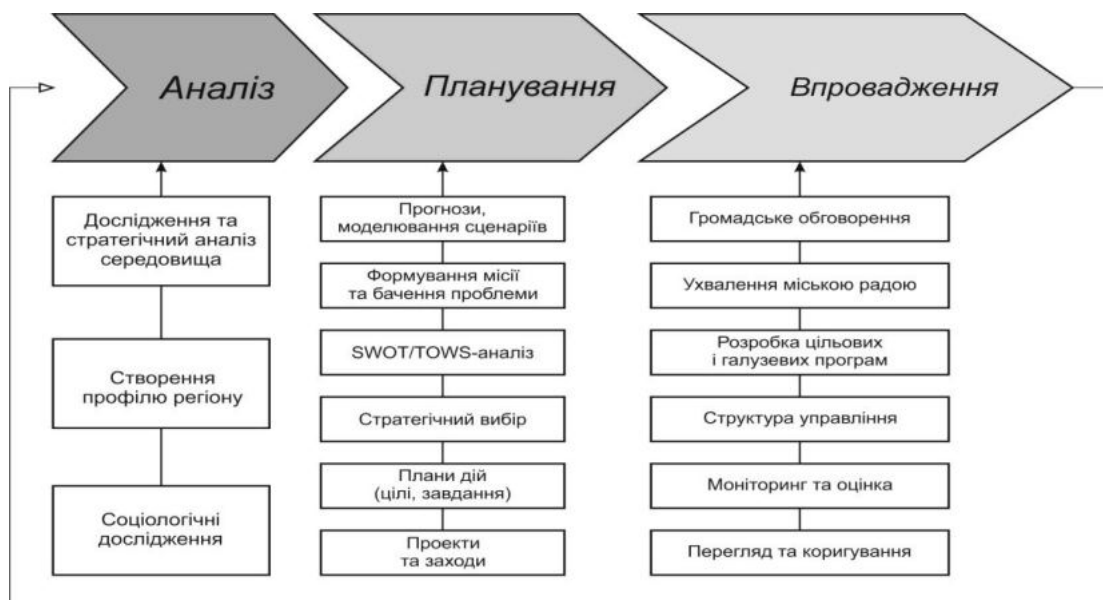 Аналіз
Планування
Впровадження
Дослідження та
стратегічний аналіз
середовища
Створення
профілю регіону
Соціологічні
дослідження
Прогнози,
моделювання сценаріїв
Формування місії
та бачення проблеми
SWOT/TOWS-аналіз
Стратегічний вибір
Плани дій
(цілі, завдання)
Проекти
та заходи
Громадське обговорення
Ухвалення міською радою
Розробка цільових
і галузевих програм
Структура управління
Моніторинг та оцінка
Перегляд та коригування